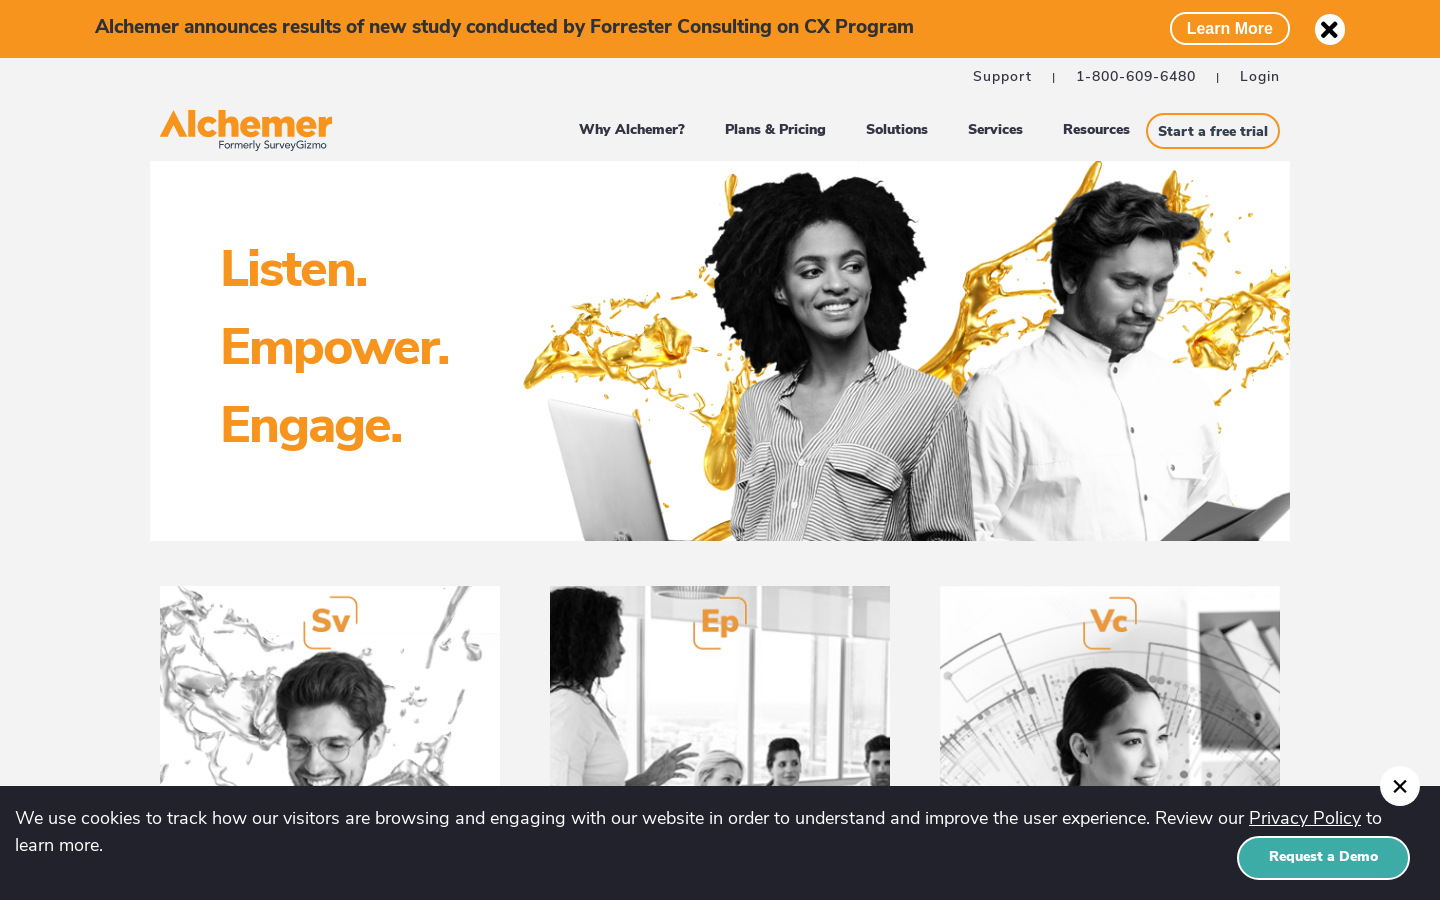 Alchemer announces results of new study conducted by Forrester Consulting on CX Program
Learn More
Support | 1-800-609-6480 | Login
Alchemer
Formerly SurveyGizmo
Why Alchemer? Plans & Pricing Solutions Services Resources Start a free trial
Listen.
Empower.
Engage.
Sv
Ep
Vc
We use cookies to track how our visitors are browsing and engaging with our website in order to understand and improve the user experience. Review our Privacy Policy to
learn more.
Request a Demo